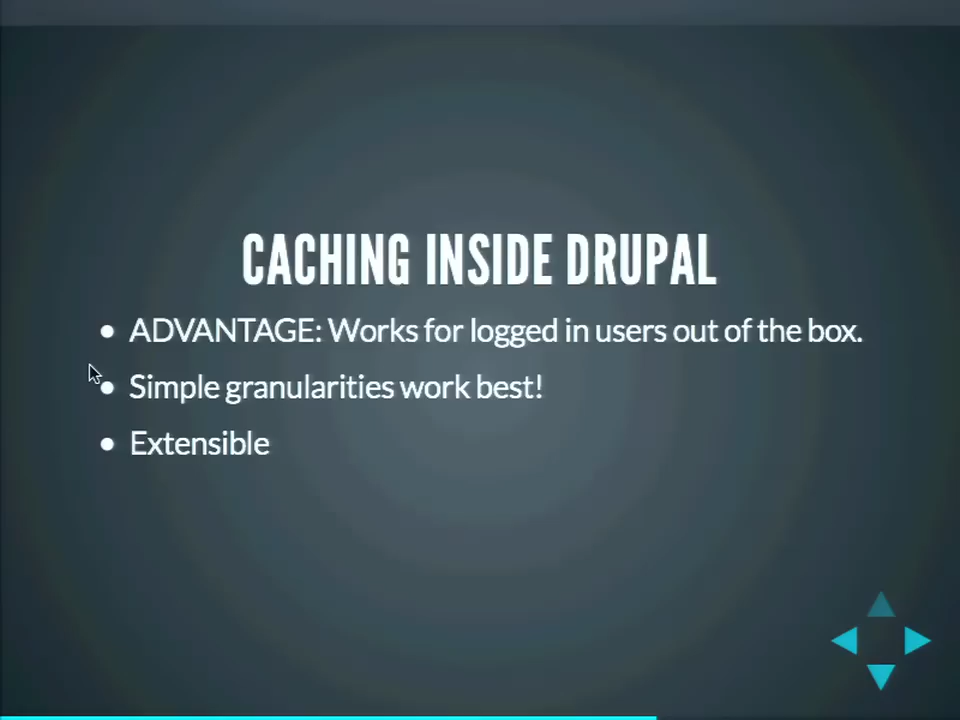 CACHING INSIDE DRUPAL
ADVANTAGE: Works for logged in users out of the box.
Simple granularities work best!
Extensible